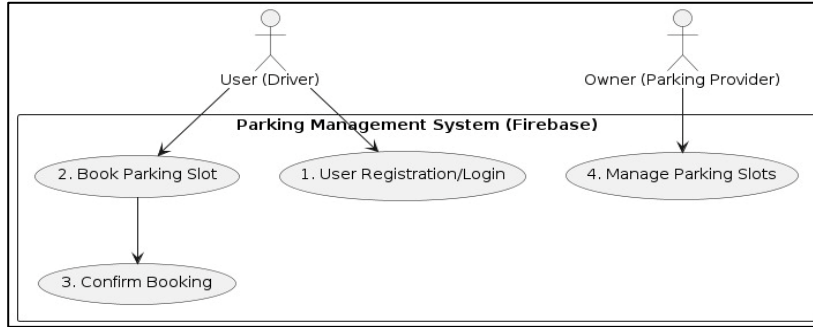 User (Driver)
Owner (Parking Provider)
Parking Management System (Firebase)
2. Book Parking Slot
1. User Registration/Login
4. Manage Parking Slots
3. Confirm Booking